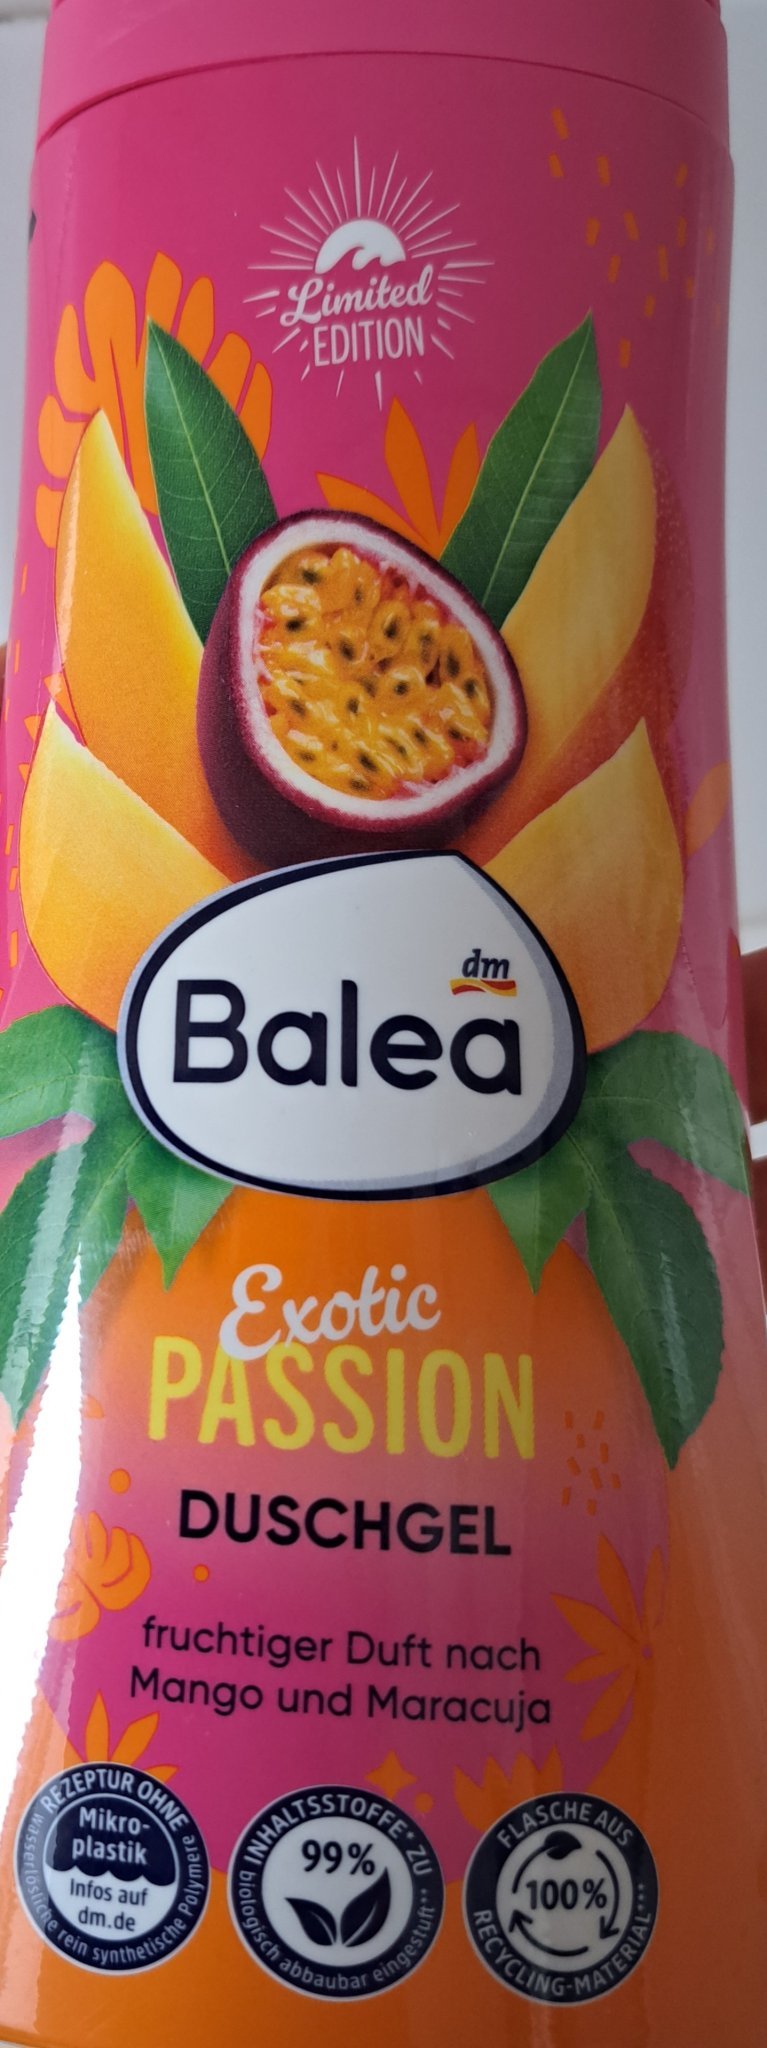 Limited
EDITION
dm
Balea
Exotic
PASSION
DUSCHGEL
fruchtiger Duft nach
Mango und Maracuja
REZEPTUR OHNE
Mikro-
plastik
Infos auf
dm.de
wasserlösliche rein synthetische Polymere
INHALTSSTOFFE* ZU
99%
biologisch abbaubar eingestuft**
FLASCHE AUS
100%
RECYCLING-MATERIAL***